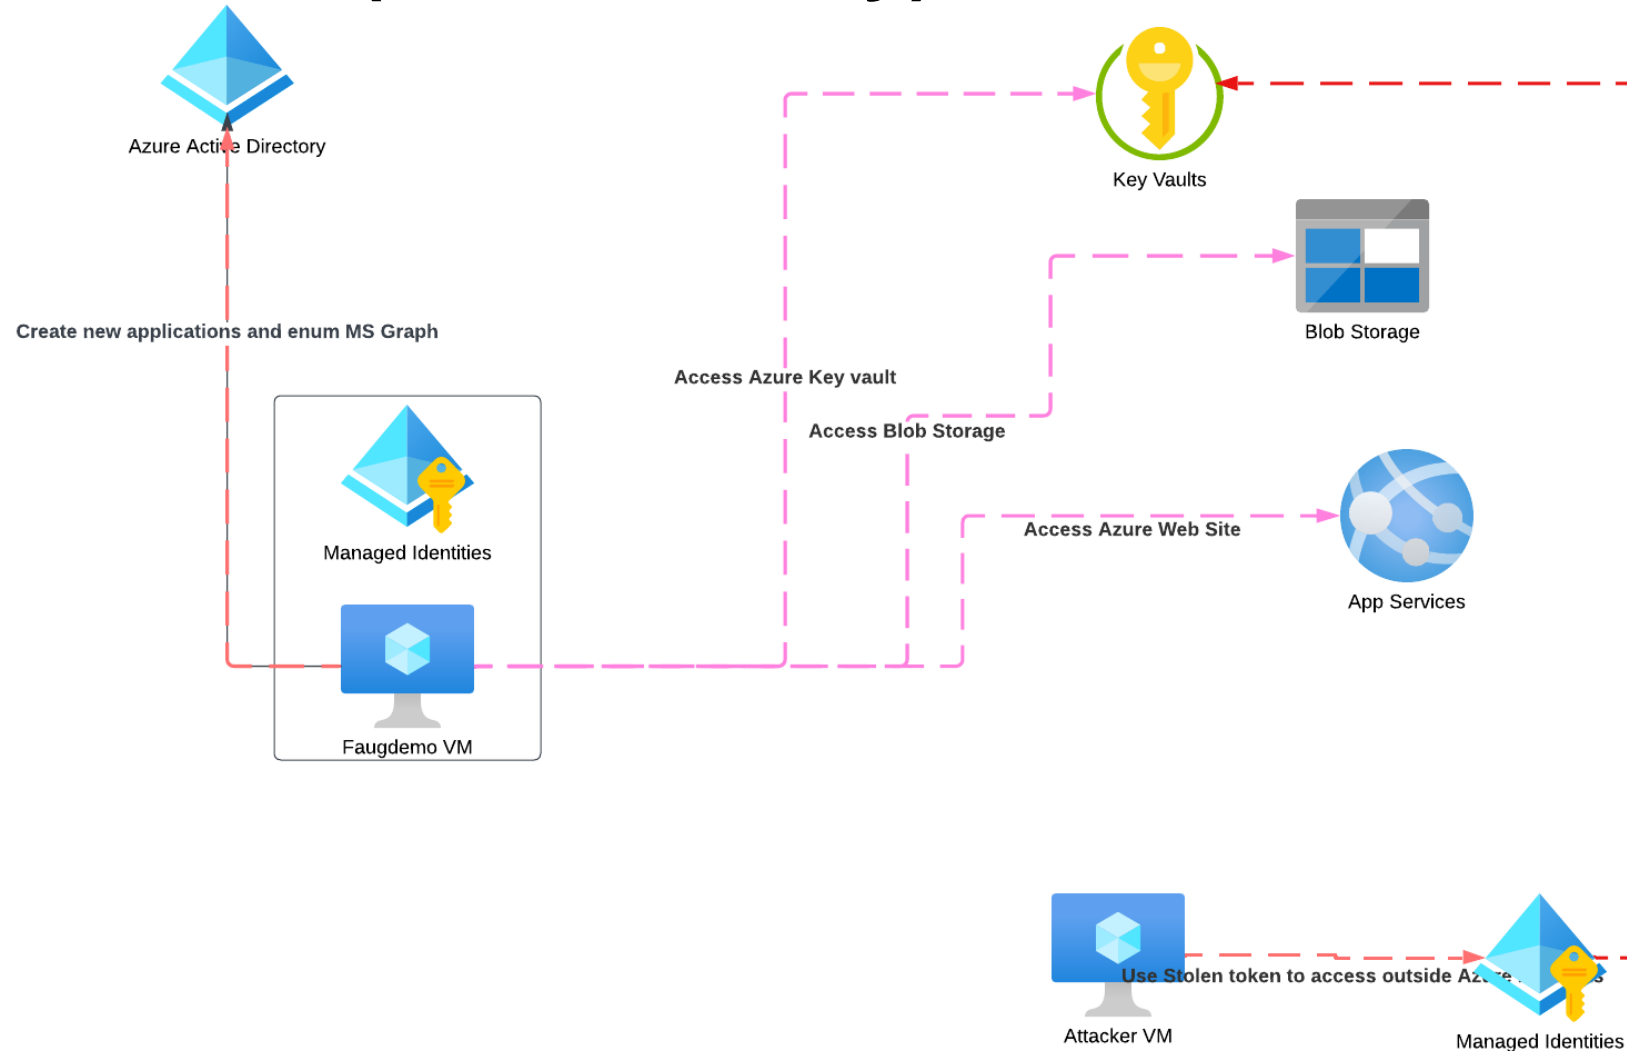 Azure Active Directory
Key Vaults
Create new applications and enum MS Graph
Blob Storage
Access Azure Key vault
Access Blob Storage
Managed Identities
Access Azure Web Site
App Services
Faugdemo VM
Use Stolen token to access outside Azure
Attacker VM
Managed Identities